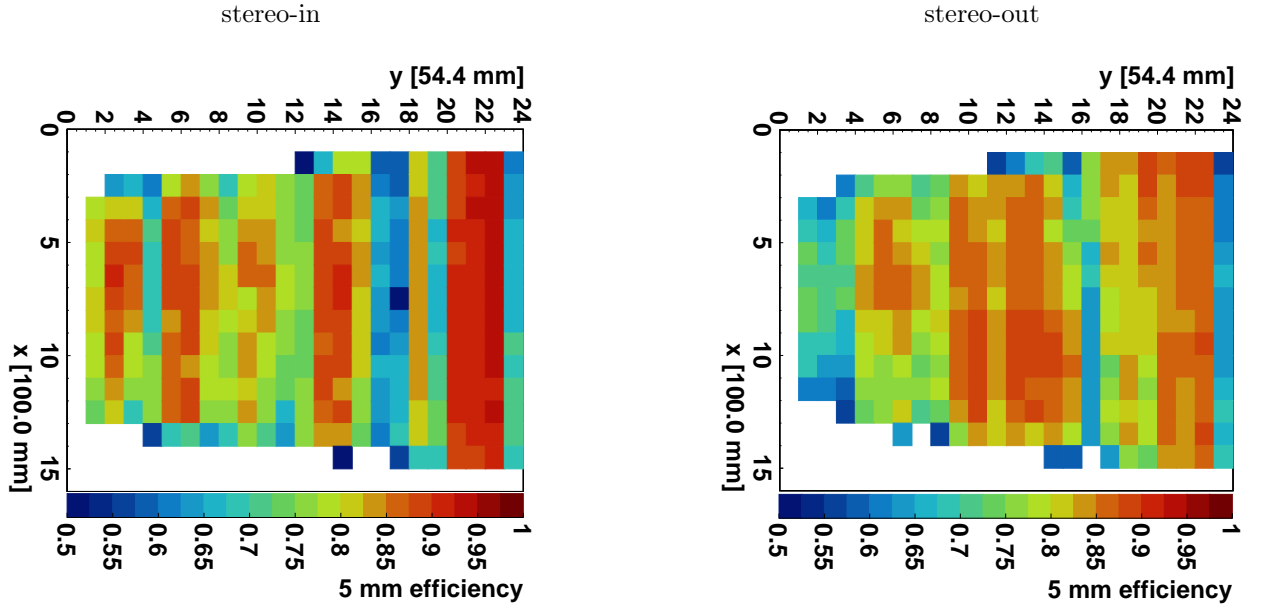 stereo-in
stereo-out
y [54.4 mm]
0 2 4 6 8 10 12 14 16 18 20 22 24
0
5
10
15
x [100.0 mm]
0.5 0.55 0.6 0.65 0.7 0.75 0.8 0.85 0.9 0.95 1
5 mm efficiency
y [54.4 mm]
0 2 4 6 8 10 12 14 16 18 20 22 24
0
5
10
15
x [100.0 mm]
0.5 0.55 0.6 0.65 0.7 0.75 0.8 0.85 0.9 0.95 1
5 mm efficiency